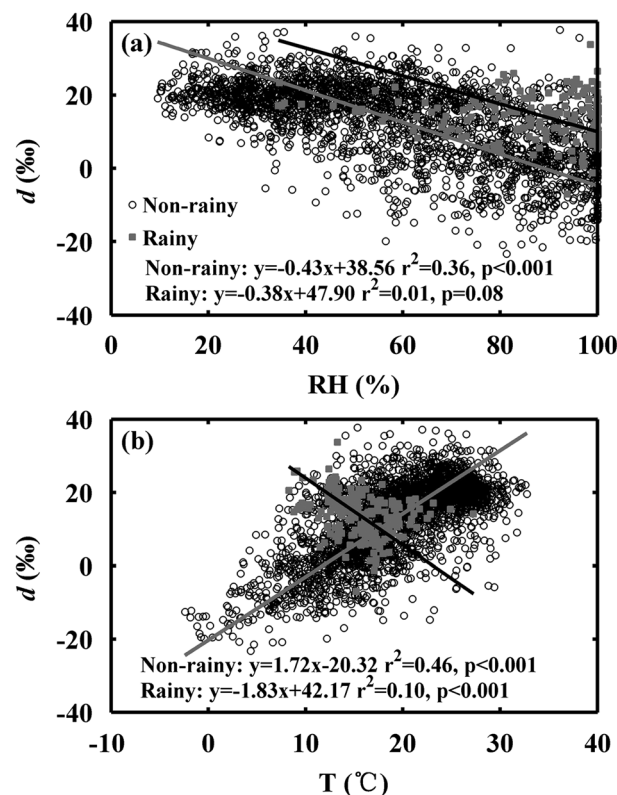 40
(a)
20
0
-20
-40
d (‰)
Non-rainy
Rainy
Non-rainy: y=-0.43x+38.56 r²=0.36, p<0.001
Rainy: y=-0.38x+47.90 r²=0.01, p=0.08
0 20 40 60 80 100
RH (%)
40
(b)
20
0
-20
-40
d (‰)
Non-rainy: y=1.72x-20.32 r²=0.46, p<0.001
Rainy: y=-1.83x+42.17 r²=0.10, p<0.001
-10 0 10 20 30 40
T (℃)